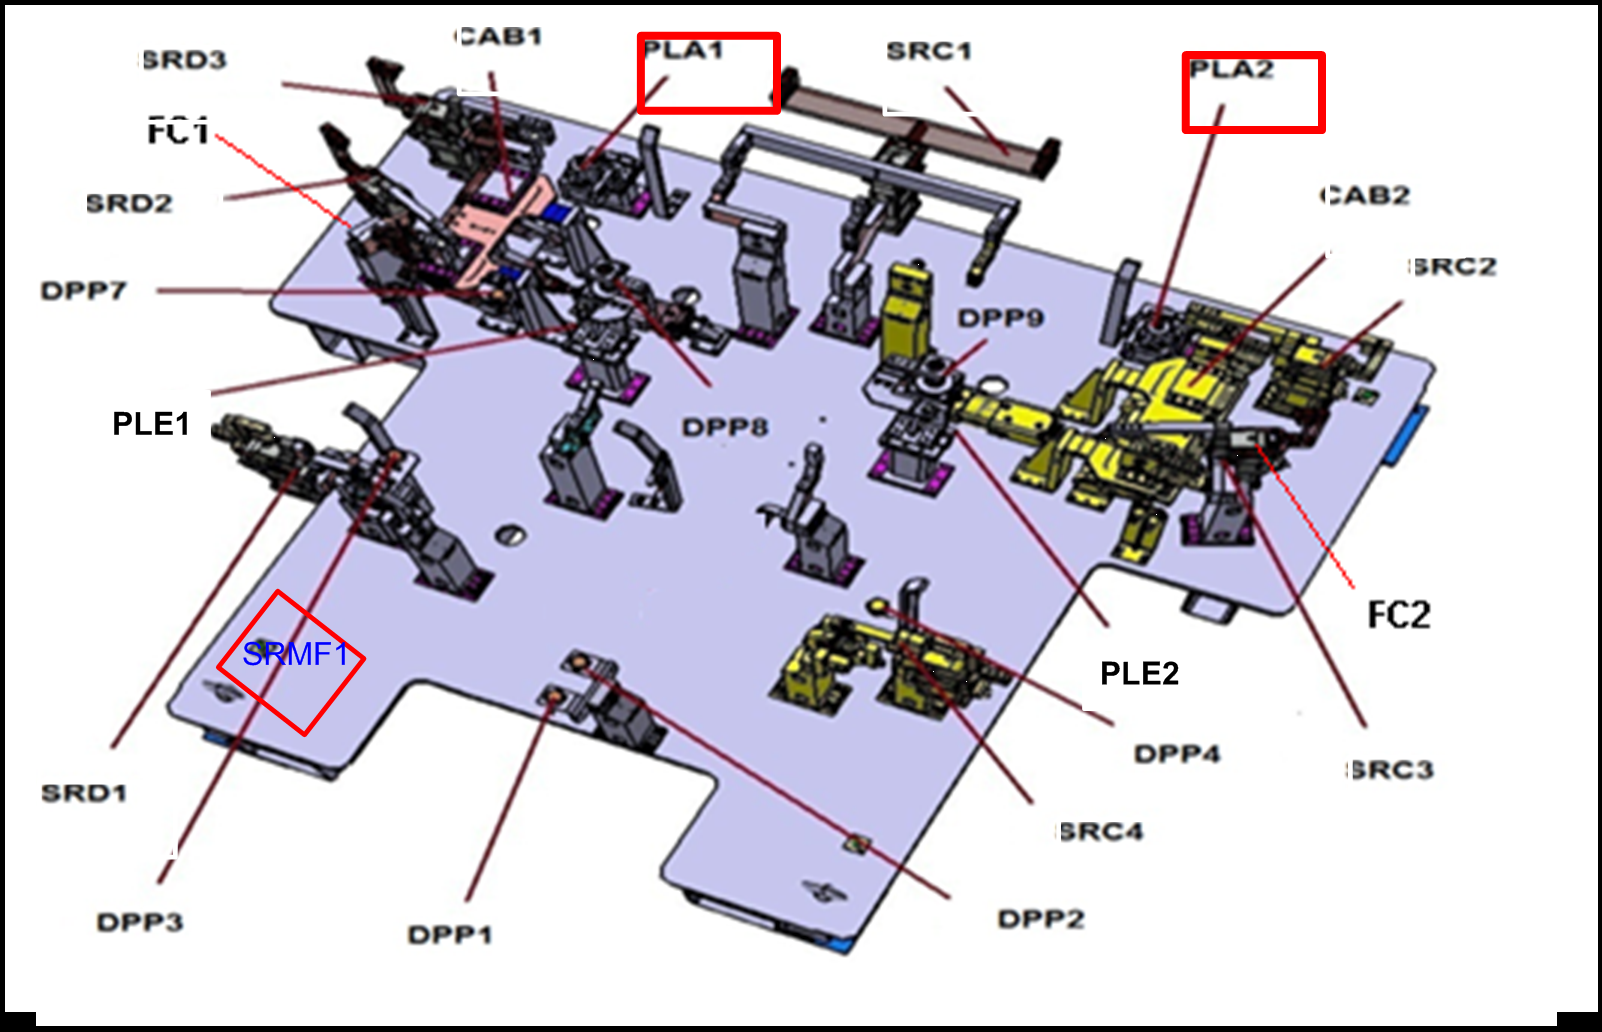 CAB1
PLA1
SRC1
SRD3
PLA2
FC1
CAB2
SRD2
SRC2
DPP7
DPP9
PLE1
DPP8
FC2
SRMF1
PLE2
DPP4
SRC3
SRD1
SRC4
DPP3
DPP1
DPP2